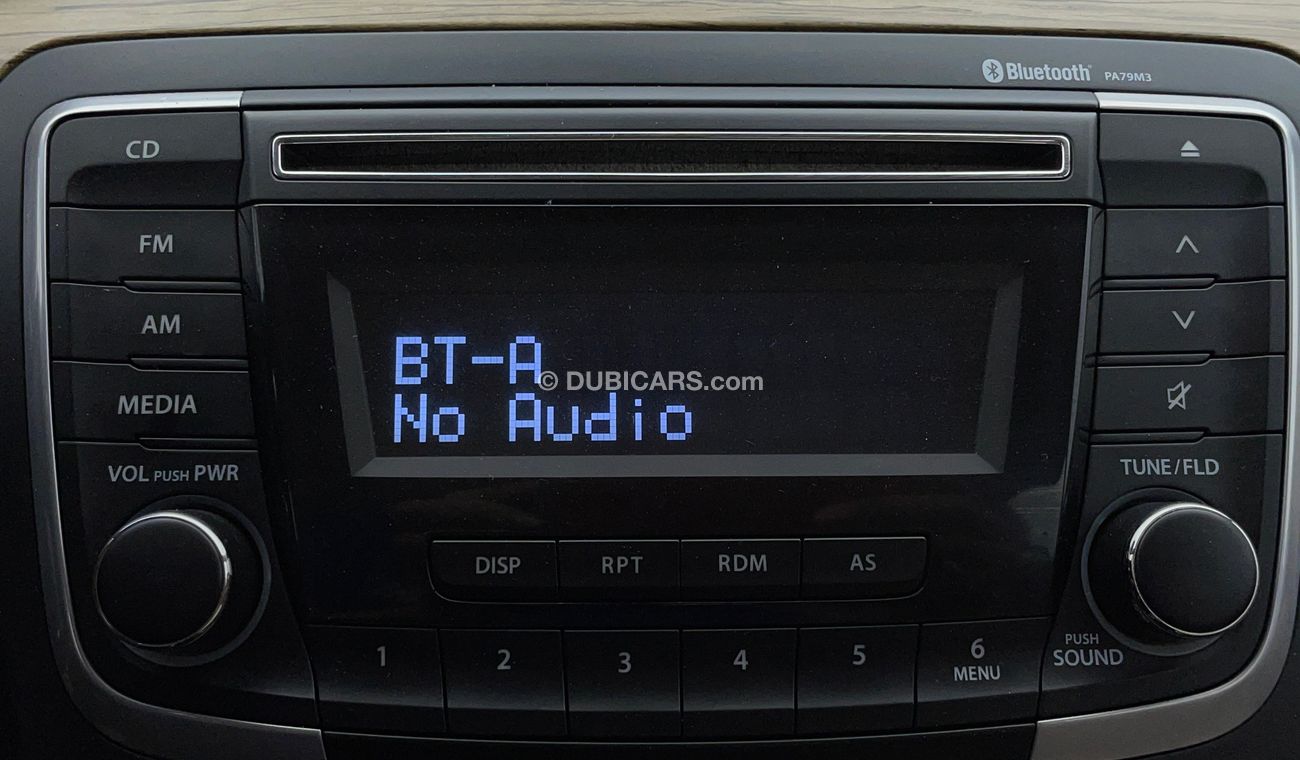 Bluetooth PA79M3
CD
FM
AM
MEDIA
VOL PUSH PWR
BT-A
© DUBICARS.com
No Audio
TUNE/FLD
DISP RPT RDM AS
PUSH
SOUND
1 2 3 4 5 6
MENU